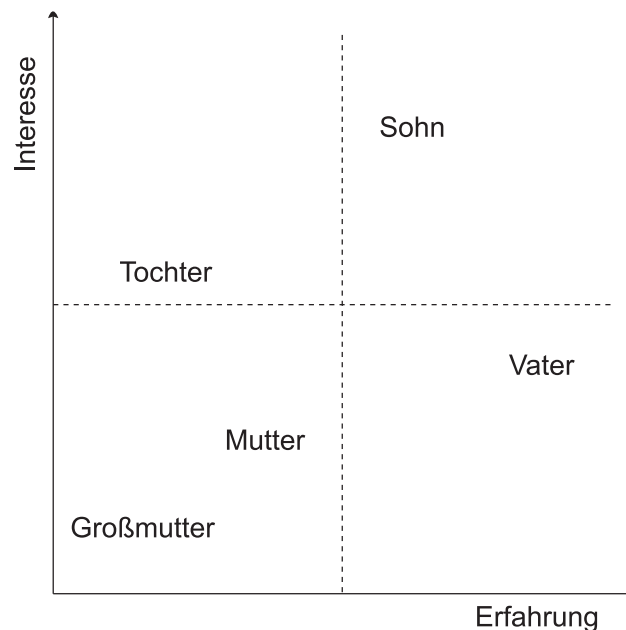 Interesse
Sohn
Tochter
Vater
Mutter
Großmutter
Erfahrung